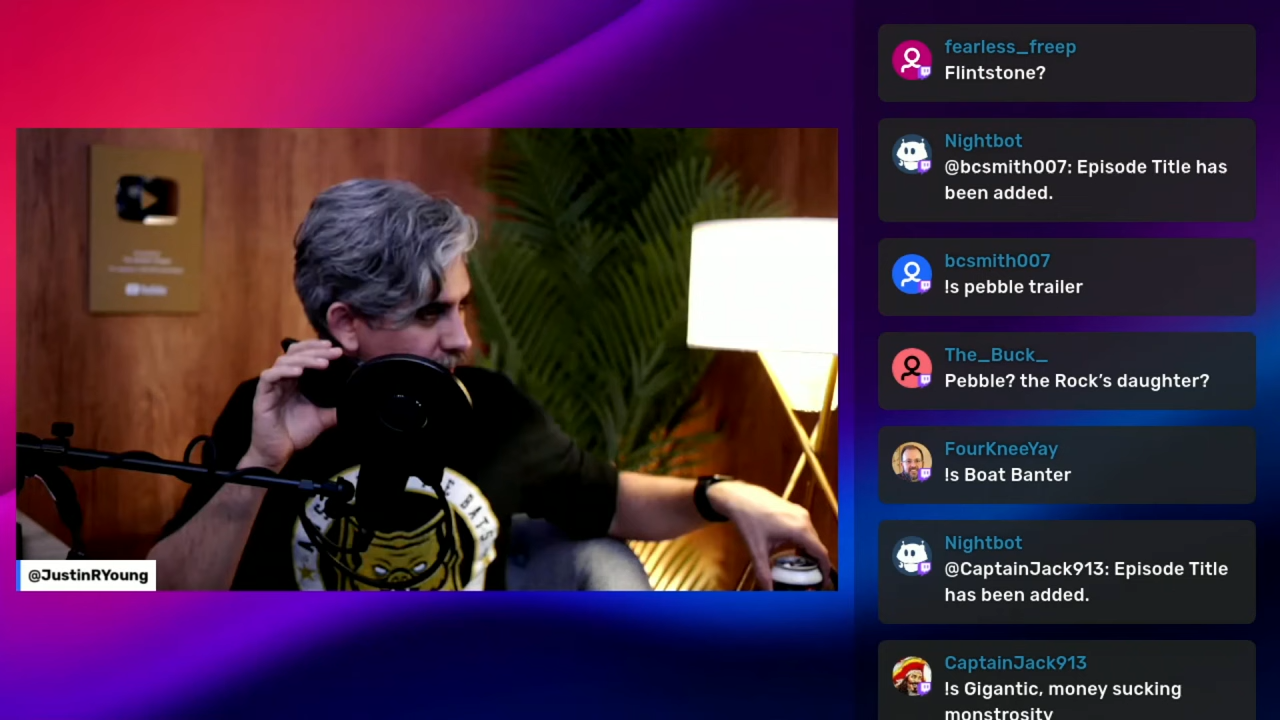 fearless_freep
Flintstone?
Nightbot
@bcsmith007: Episode Title has
been added.
bcsmith007
!s pebble trailer
The_Buck_
Pebble? the Rock’s daughter?
FourKneeYay
!s Boat Banter
Nightbot
@CaptainJack913: Episode Title
has been added.
CaptainJack913
!s Gigantic, money sucking
monstrosity
@JustinRYoung